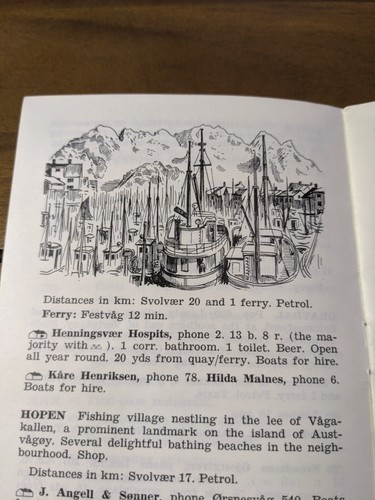 Distances in km: Svolvær 20 and 1 ferry. Petrol.
Ferry: Festvåg 12 min.
Henningsvær Hospits, phone 2. 13 b. 8 r. (the ma-
jority with ). 1 corr. bathroom. 1 toilet. Beer. Open
all year round. 20 yds from quay/ferry. Boats for hire.
Kåre Henriksen, phone 78. Hilda Malnes, phone 6.
Boats for hire.
HOPEN Fishing village nestling in the lee of Våga-
kallen, a prominent landmark on the island of Aust-
vågøy. Several delightful bathing beaches in the neigh-
bourhood. Shop.
Distances in km: Svolvær 17. Petrol.
J. Angell & Sønner, phone Ørsnesvåg 540. Boats